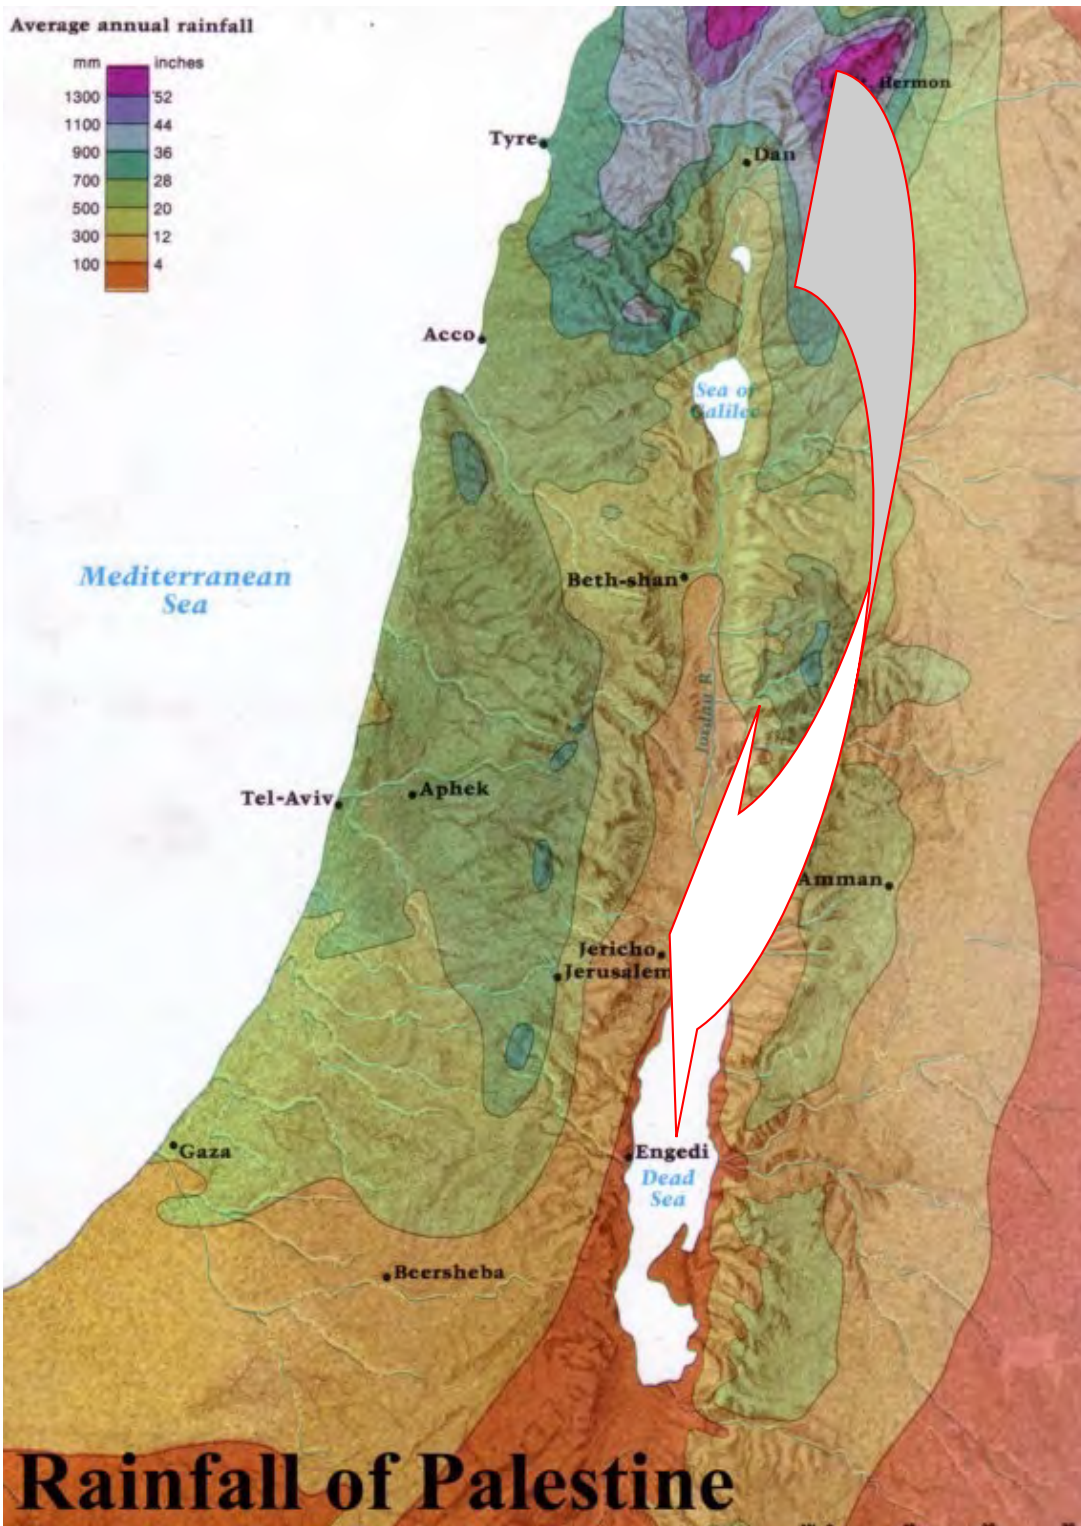 Average annual rainfall
mm inches
1300 52
1100 44
900 36
700 28
500 20
300 12
100 4
Hermon
Tyre
Dan
Acco
Sea of
Galilee
Mediterranean
Sea
Beth-shan
Jordan R.
Tel-Aviv
Aphek
Amman
Jericho
Jerusalem
Gaza
Engedi
Dead
Sea
Beersheba
Rainfall of Palestine